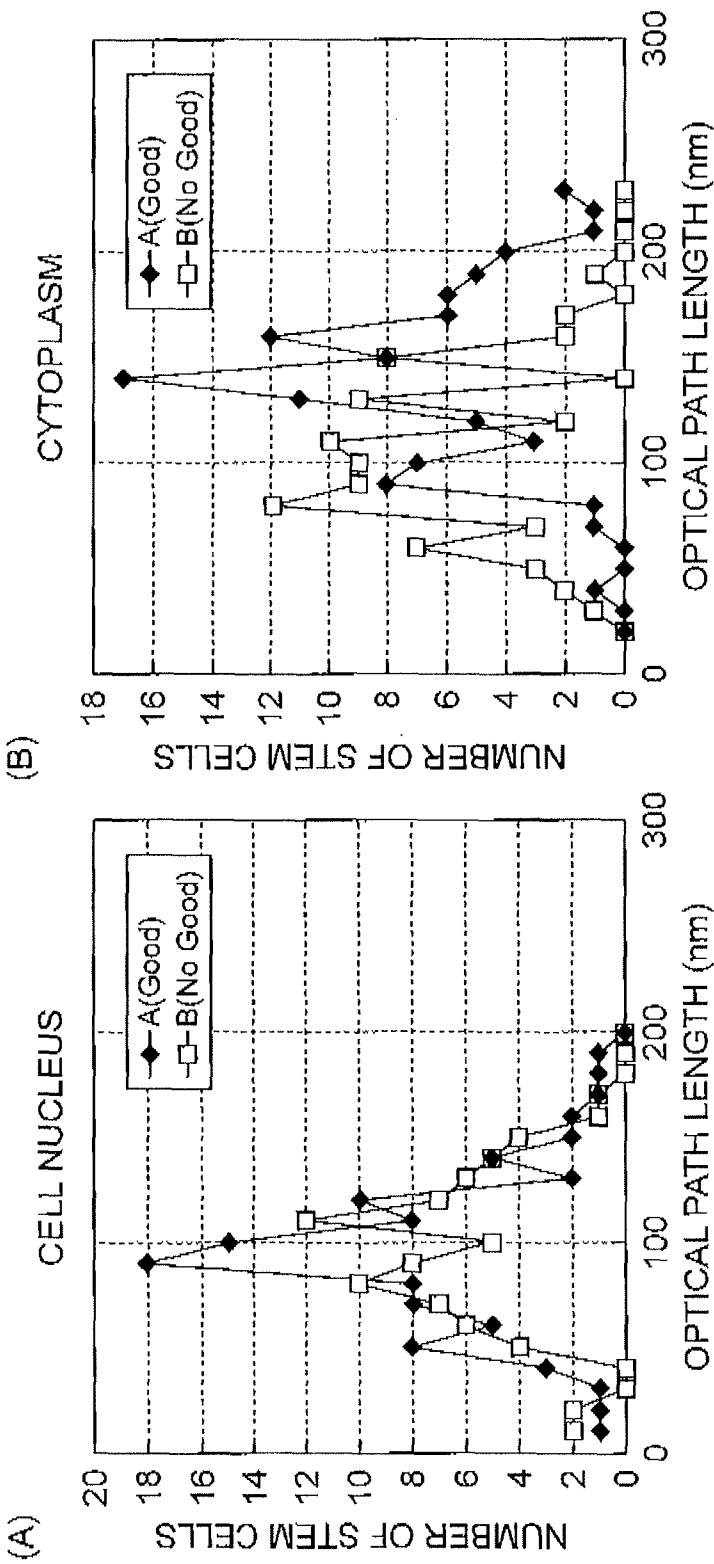 (A)
CELL NUCLEUS
A(Good)
B(No Good)
NUMBER OF STEM CELLS
20
18
16
14
12
10
8
6
4
2
0
0
100
200
300
OPTICAL PATH LENGTH (nm)
(B)
CYTOPLASM
A(Good)
B(No Good)
NUMBER OF STEM CELLS
18
16
14
12
10
8
6
4
2
0
0
100
200
300
OPTICAL PATH LENGTH (nm)